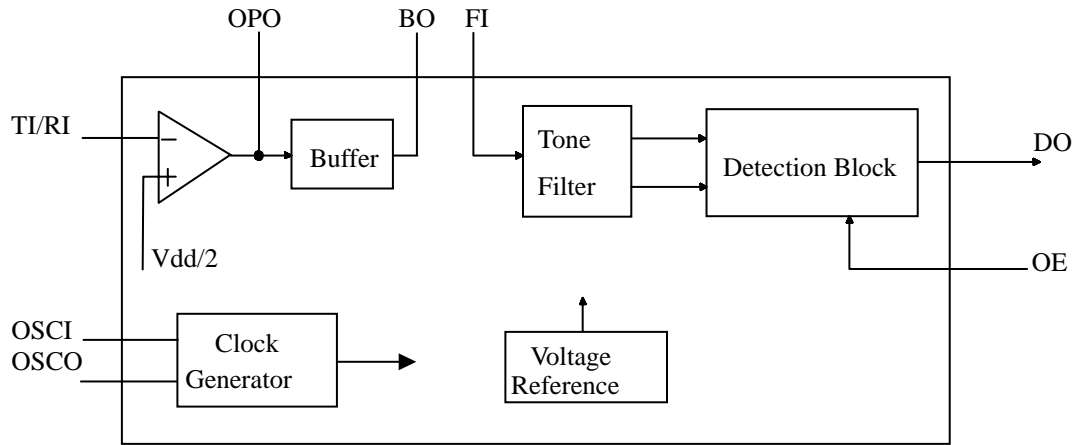 OPO
BO
FI
TI/RI
Buffer
Tone
Filter
Detection Block
DO
Vdd/2
OE
OSCI
OSCO
Clock
Generator
Voltage
Reference